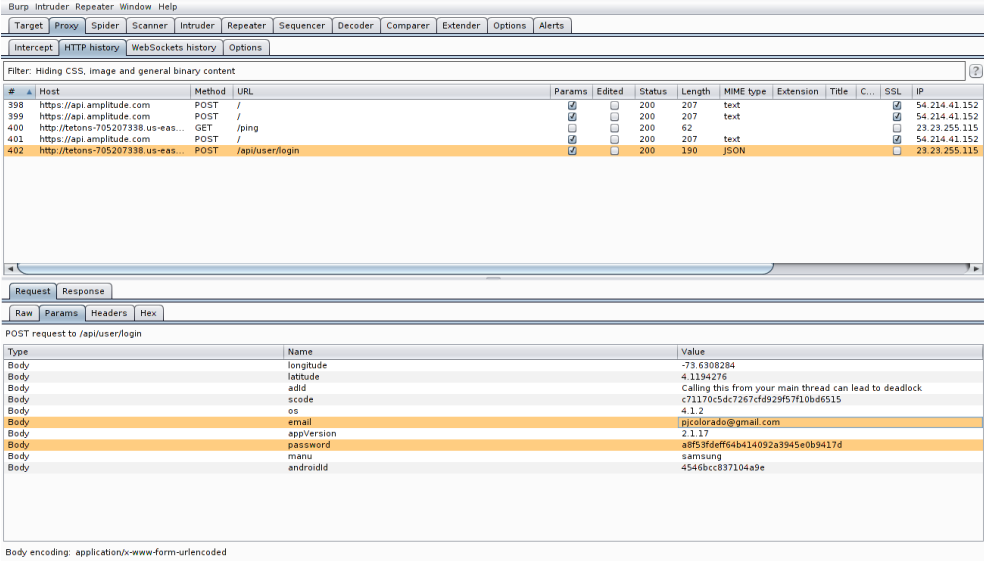 Burp Intruder Repeater Window Help
Target Proxy Spider Scanner Intruder Repeater Sequencer Decoder Comparer Extender Options Alerts
Intercept HTTP history WebSockets history Options
Filter: Hiding CSS, image and general binary content ?
# Host Method URL Params Edited Status Length MIME type Extension Title C... SSL IP
398 https://api.amplitude.com POST / 200 207 text 54.214.41.152
399 https://api.amplitude.com POST / 200 207 text 54.214.41.152
400 http://tetons-705207338.us-eas... GET /ping 200 62 23.23.255.115
401 https://api.amplitude.com POST / 200 207 text 54.214.41.152
402 http://tetons-705207338.us-eas... POST /api/user/login 200 190 JSON 23.23.255.115
Request Response
Raw Params Headers Hex
POST request to /api/user/login
Type Name Value
Body longitude -73.6308284
Body latitude 4.1194276
Body adId Calling this from your main thread can lead to deadlock
Body scode c71170c5dc7267cfd929f57f10bd6515
Body os 4.1.2
Body email pjcolorado@gmail.com
Body appVersion 2.1.17
Body password a8f53fdeff64b414092a3945e0b9417d
Body manu samsung
Body androidId 4546bcc837104a9e
Body encoding: application/x-www-form-urlencoded